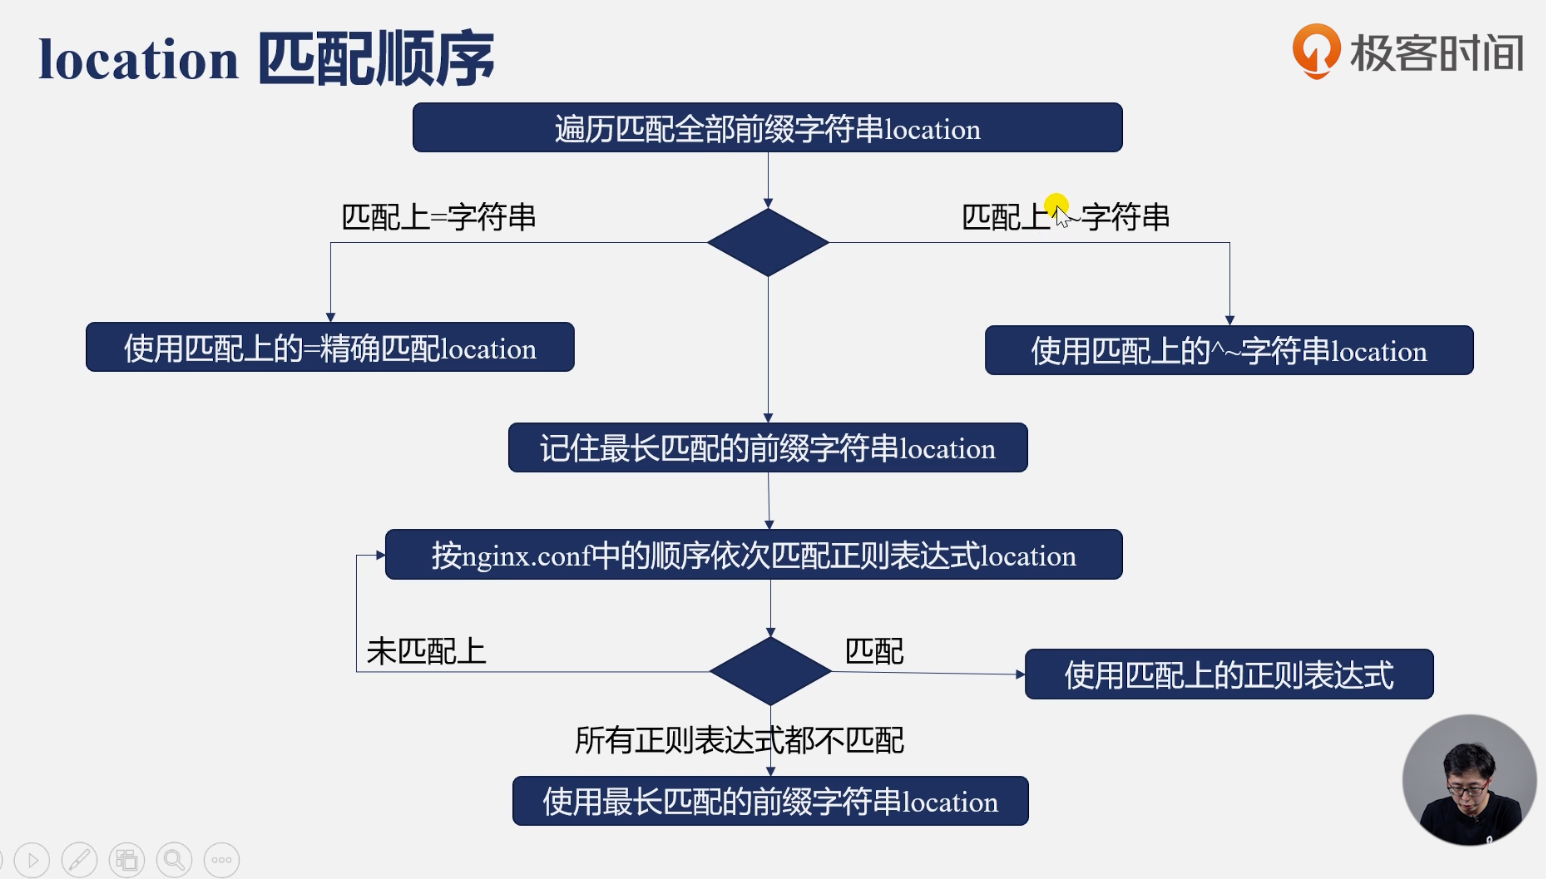 location 匹配顺序
极客时间
遍历匹配全部前缀字符串location
匹配上=字符串
匹配上^~字符串
使用匹配上的=精确匹配location
使用匹配上的^~字符串location
记住最长匹配的前缀字符串location
按nginx.conf中的顺序依次匹配正则表达式location
未匹配上
匹配
使用匹配上的正则表达式
所有正则表达式都不匹配
使用最长匹配的前缀字符串location